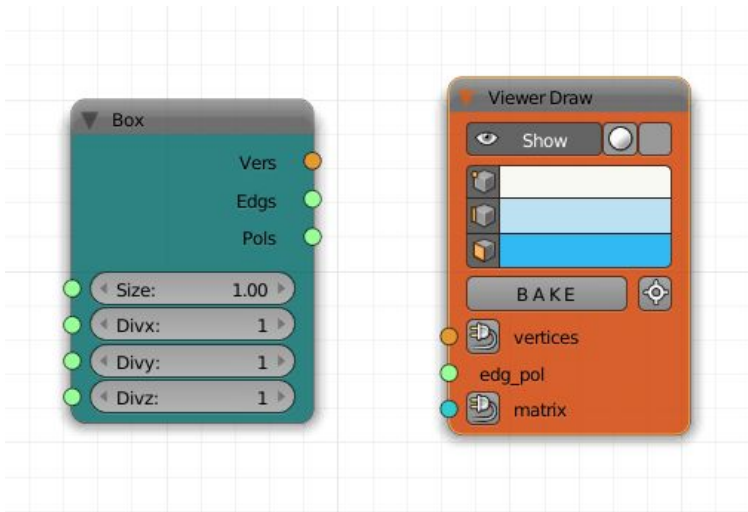 Box
Vers
Edgs
Pols
Size: 1.00
Divx: 1
Divy: 1
Divz: 1
Viewer Draw
Show
BAKE
vertices
edg_pol
matrix